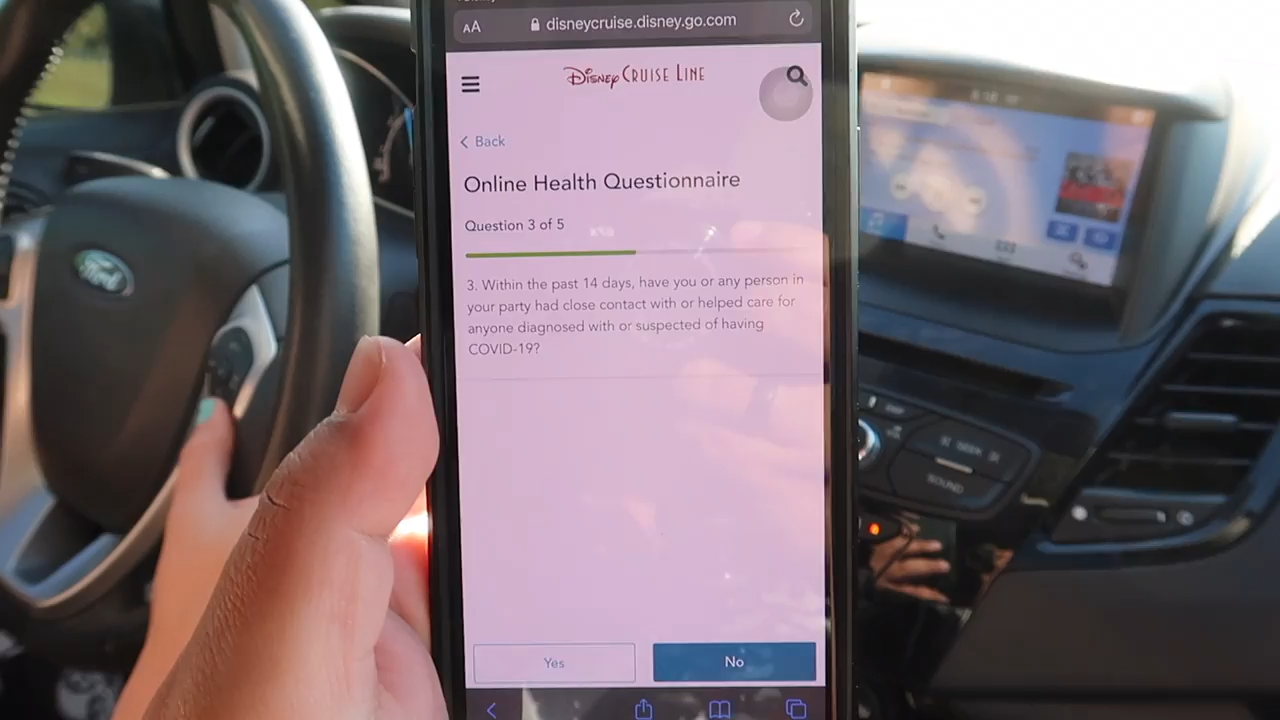 AA disneycruise.disney.go.com
Disney Cruise Line
Back
Online Health Questionnaire
Question 3 of 5
3. Within the past 14 days, have you or any person in
your party had close contact with or helped care for
anyone diagnosed with or suspected of having
COVID-19?
Yes No
Ford
SOUND